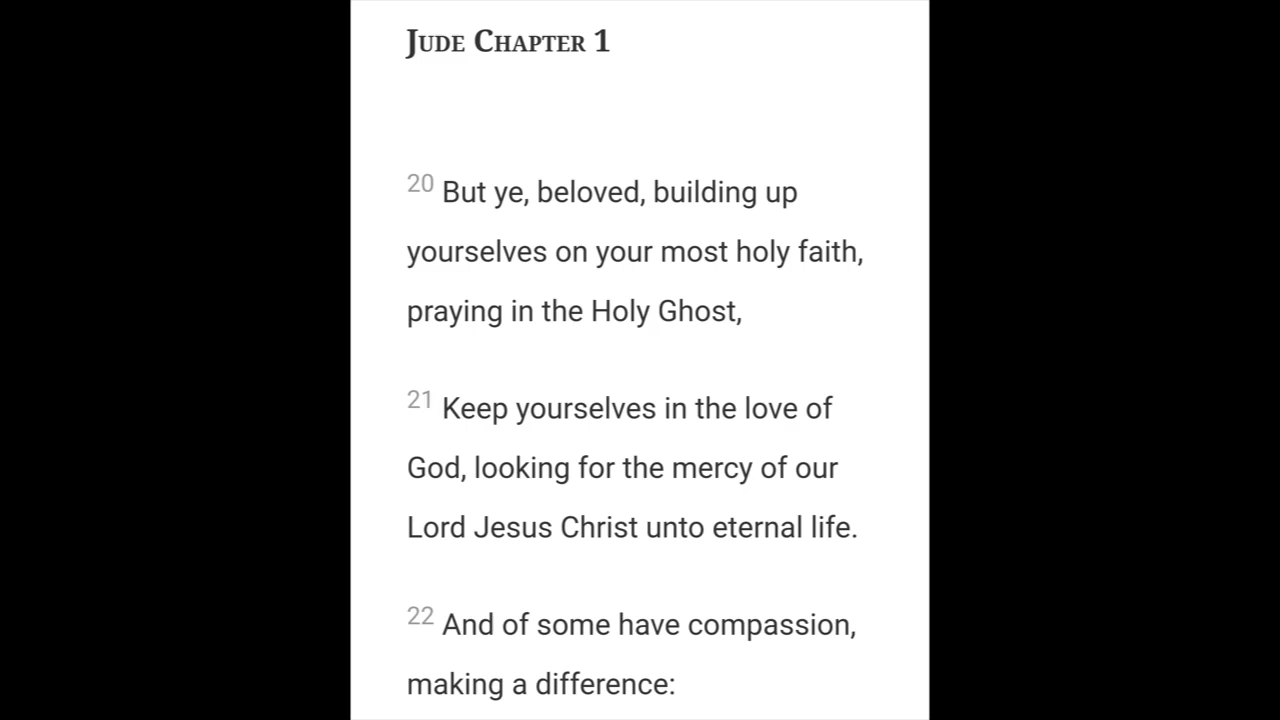 Jude Chapter 1
20 But ye, beloved, building up
yourselves on your most holy faith,
praying in the Holy Ghost,
21 Keep yourselves in the love of
God, looking for the mercy of our
Lord Jesus Christ unto eternal life.
22 And of some have compassion,
making a difference: